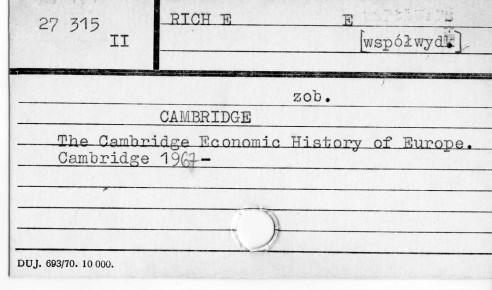 27 315
II
RICH E E
[współwyd.]
zob.
CAMBRIDGE
The Cambridge Economic History of Europe.
Cambridge 1967-
DUJ. 693/70. 10 000.